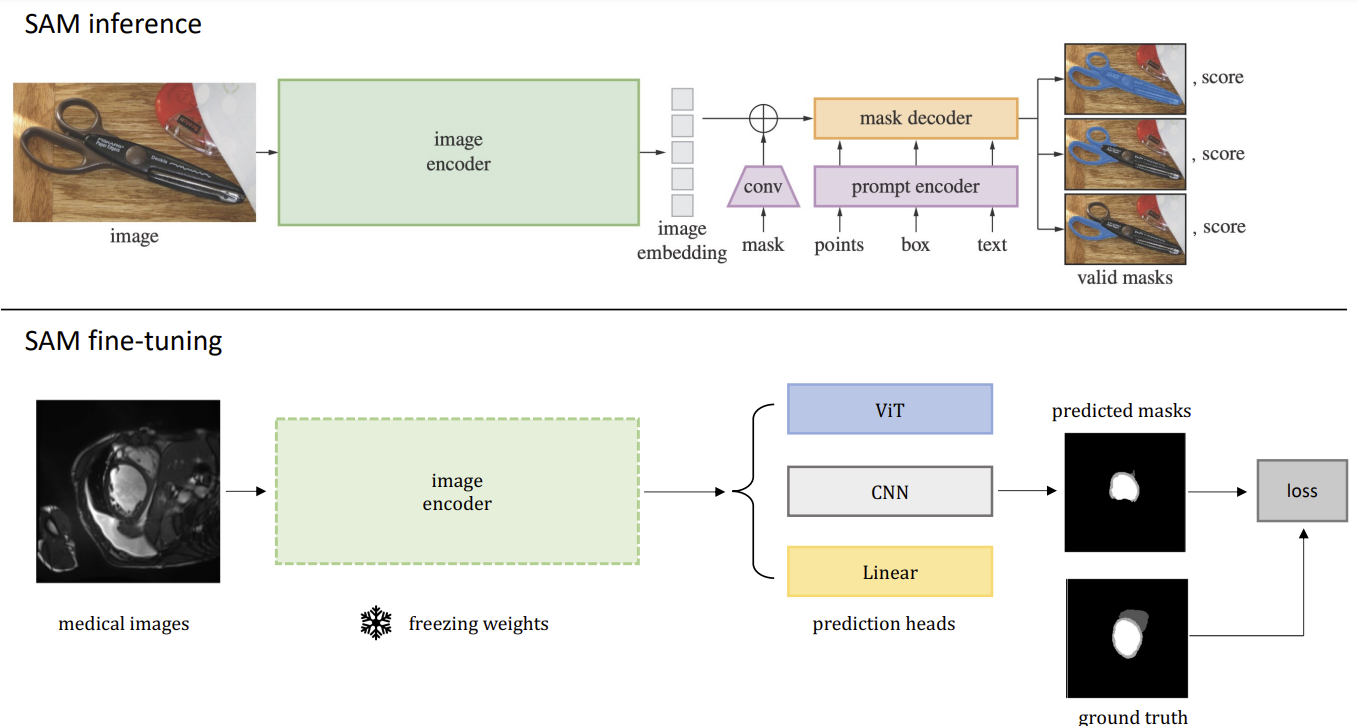 SAM inference
image
encoder
mask decoder
conv
prompt encoder
image
image
embedding
mask
points
box
text
, score
, score
, score
valid masks
SAM fine-tuning
image
encoder
ViT
CNN
Linear
predicted masks
loss
medical images
freezing weights
prediction heads
ground truth